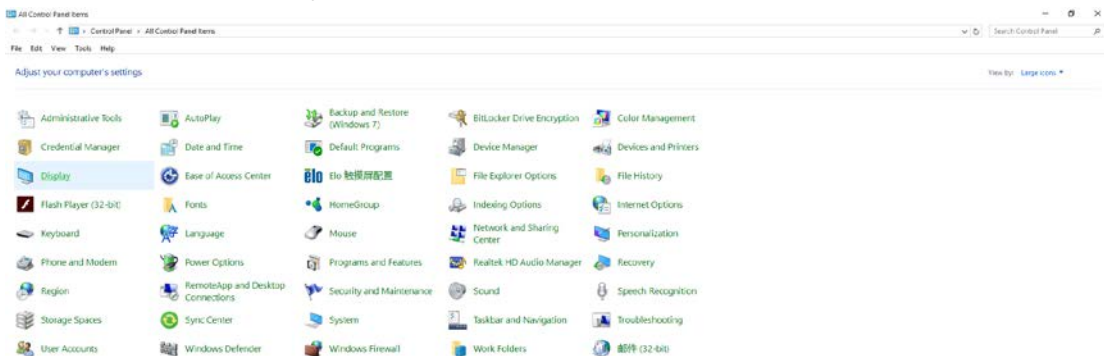 All Control Panel Items
Control Panel > All Control Panel Items
Search Control Panel
File Edit View Tools Help
Adjust your computer's settings
View by: Large icons
Administrative Tools
AutoPlay
Backup and Restore
(Windows 7)
BitLocker Drive Encryption
Color Management
Credential Manager
Date and Time
Default Programs
Device Manager
Devices and Printers
Display
Ease of Access Center
elo
Elo 触摸屏配置
File Explorer Options
File History
Flash Player (32-bit)
Fonts
HomeGroup
Indexing Options
Internet Options
Keyboard
Language
Mouse
Network and Sharing
Center
Personalization
Phone and Modem
Power Options
Programs and Features
Realtek HD Audio Manager
Recovery
Region
RemoteApp and Desktop
Connections
Security and Maintenance
Sound
Speech Recognition
Storage Spaces
Sync Center
System
Taskbar and Navigation
Troubleshooting
User Accounts
Windows Defender
Windows Firewall
Work Folders
邮件 (32-bit)